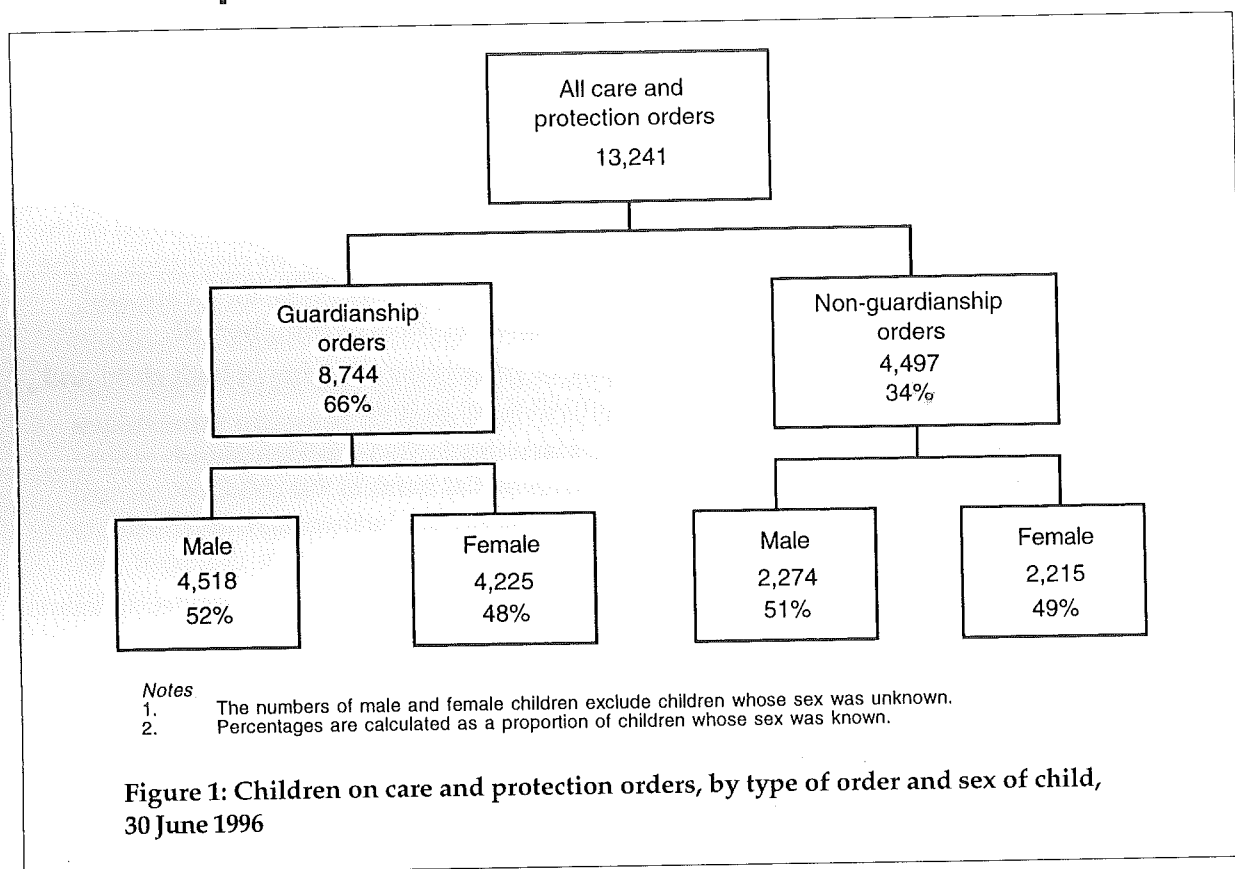 All care and
protection orders
13,241
Guardianship
orders
8,744
66%
Non-guardianship
orders
4,497
34%
Male
4,518
52%
Female
4,225
48%
Male
2,274
51%
Female
2,215
49%
Notes
1. The numbers of male and female children exclude children whose sex was unknown.
2. Percentages are calculated as a proportion of children whose sex was known.
Figure 1: Children on care and protection orders, by type of order and sex of child,
30 June 1996